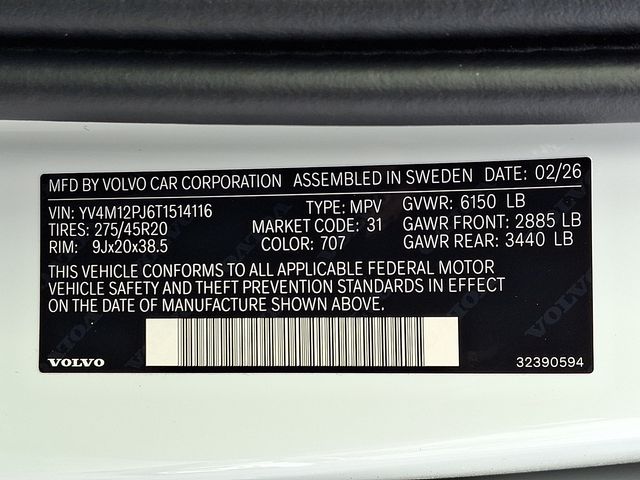 MFD BY VOLVO CAR CORPORATION ASSEMBLED IN SWEDEN DATE: 02/26
VIN: YV4M12PJ6T1514116 TYPE: MPV GVWR: 6150 LB
TIRES: 275/45R20 MARKET CODE: 31 GAWR FRONT: 2885 LB
RIM: 9Jx20x38.5 COLOR: 707 GAWR REAR: 3440 LB
THIS VEHICLE CONFORMS TO ALL APPLICABLE FEDERAL MOTOR
VEHICLE SAFETY AND THEFT PREVENTION STANDARDS IN EFFECT
ON THE DATE OF MANUFACTURE SHOWN ABOVE.
VOLVO 32390594